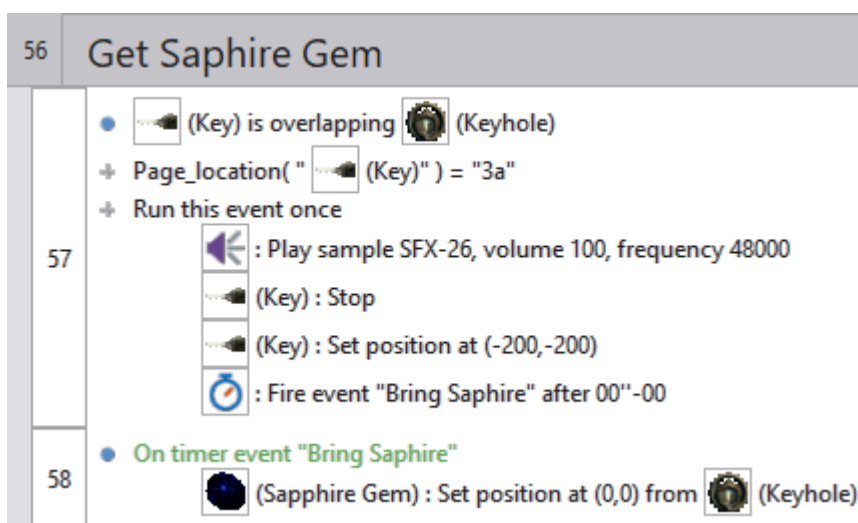 56 Get Saphire Gem
(Key) is overlapping (Keyhole)
Page_location( " (Key)" ) = "3a"
Run this event once
57 : Play sample SFX-26, volume 100, frequency 48000
(Key) : Stop
(Key) : Set position at (-200,-200)
: Fire event "Bring Saphire" after 00''-00
On timer event "Bring Saphire"
58 (Sapphire Gem) : Set position at (0,0) from (Keyhole)